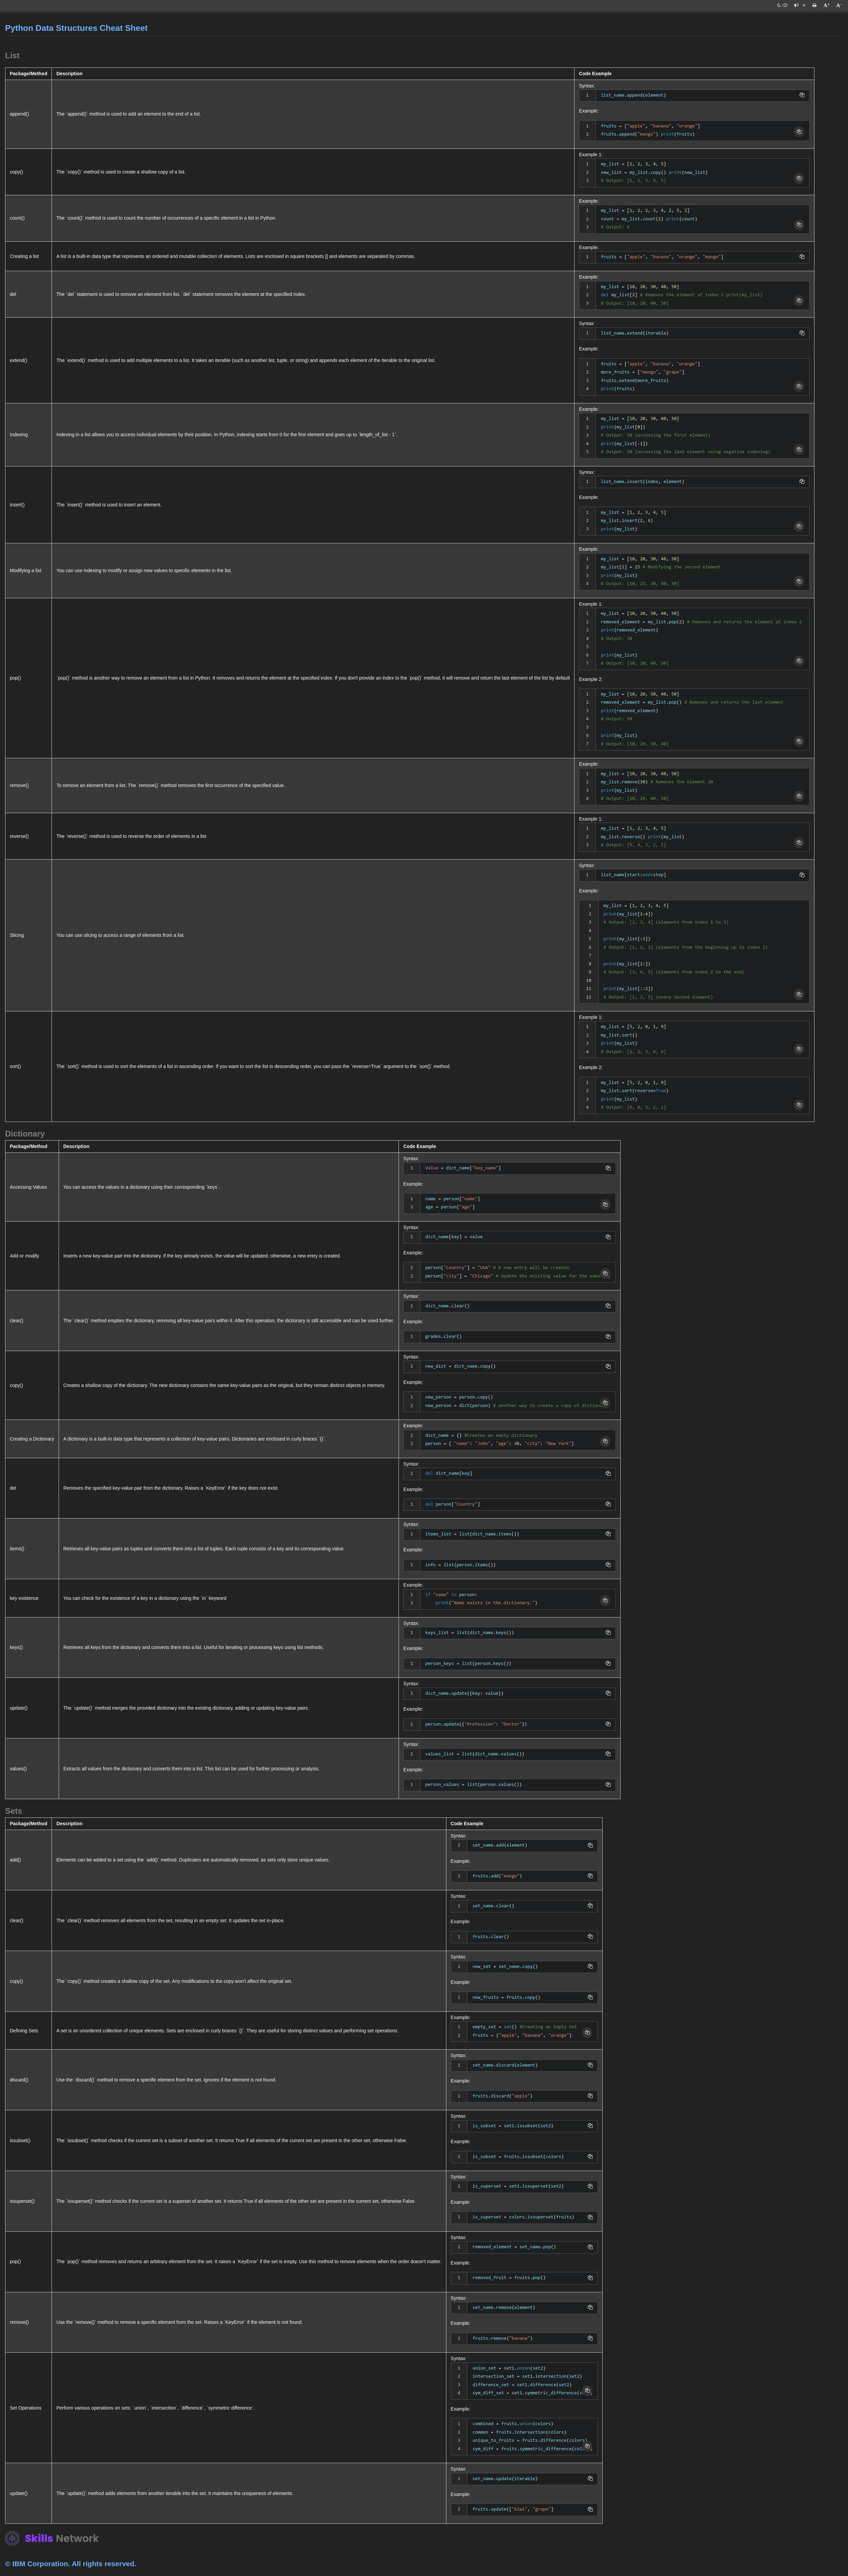 Python Data Structures Cheat Sheet
List
Package/Method Description Code Example
append() The `append()` method is used to add an element to the end of a list.
Syntax:
1 list_name.append(element)
Example:
1 fruits = ["apple", "banana", "orange"]
2 fruits.append("mango") print(fruits)
copy() The `copy()` method is used to create a shallow copy of a list.
Example 1:
1 my_list = [1, 2, 3, 4, 5]
2 new_list = my_list.copy() print(new_list)
3 # Output: [1, 2, 3, 4, 5]
count() The `count()` method is used to count the number of occurrences of a specific element in a list in Python.
Example:
1 my_list = [1, 2, 2, 3, 4, 2, 5, 2]
2 count = my_list.count(2) print(count)
3 # Output: 4
Creating a list A list is a built-in data type that represents an ordered and mutable collection of elements. Lists are enclosed in square brackets [] and elements are separated by commas.
Example:
1 fruits = ["apple", "banana", "orange", "mango"]
del The `del` statement is used to remove an element from list. `del` statement removes the element at the specified index.
Example:
1 my_list = [10, 20, 30, 40, 50]
2 del my_list[2] # Removes the element at index 2 print(my_list)
3 # Output: [10, 20, 40, 50]
extend() The `extend()` method is used to add multiple elements to a list. It takes an iterable (such as another list, tuple, or string) and appends each element of the iterable to the original list.
Syntax:
1 list_name.extend(iterable)
Example:
1 fruits = ["apple", "banana", "orange"]
2 more_fruits = ["mango", "grape"]
3 fruits.extend(more_fruits)
4 print(fruits)
Indexing Indexing in a list allows you to access individual elements by their position. In Python, indexing starts from 0 for the first element and goes up to `length_of_list - 1`.
Example:
1 my_list = [10, 20, 30, 40, 50]
2 print(my_list[0])
3 # Output: 10 (accessing the first element)
4 print(my_list[-1])
5 # Output: 50 (accessing the last element using negative indexing)
insert() The `insert()` method is used to insert an element.
Syntax:
1 list_name.insert(index, element)
Example:
1 my_list = [1, 2, 3, 4, 5]
2 my_list.insert(2, 6)
3 print(my_list)
Modifying a list You can use indexing to modify or assign new values to specific elements in the list.
Example:
1 my_list = [10, 20, 30, 40, 50]
2 my_list[1] = 25 # Modifying the second element
3 print(my_list)
4 # Output: [10, 25, 30, 40, 50]
pop() `pop()` method is another way to remove an element from a list in Python. It removes and returns the element at the specified index. If you don't provide an index to the `pop()` method, it will remove and return the last element of the list by default
Example 1:
1 my_list = [10, 20, 30, 40, 50]
2 removed_element = my_list.pop(2) # Removes and returns the element at index 2
3 print(removed_element)
4 # Output: 30
5
6 print(my_list)
7 # Output: [10, 20, 40, 50]
Example 2:
1 my_list = [10, 20, 30, 40, 50]
2 removed_element = my_list.pop() # Removes and returns the last element
3 print(removed_element)
4 # Output: 50
5
6 print(my_list)
7 # Output: [10, 20, 30, 40]
remove() To remove an element from a list. The `remove()` method removes the first occurrence of the specified value.
Example:
1 my_list = [10, 20, 30, 40, 50]
2 my_list.remove(30) # Removes the element 30
3 print(my_list)
4 # Output: [10, 20, 40, 50]
reverse() The `reverse()` method is used to reverse the order of elements in a list
Example 1:
1 my_list = [1, 2, 3, 4, 5]
2 my_list.reverse() print(my_list)
3 # Output: [5, 4, 3, 2, 1]
Slicing You can use slicing to access a range of elements from a list.
Syntax:
1 list_name[start:end:step]
Example:
1 my_list = [1, 2, 3, 4, 5]
2 print(my_list[1:4])
3 # Output: [2, 3, 4] (elements from index 1 to 3)
4
5 print(my_list[:3])
6 # Output: [1, 2, 3] (elements from the beginning up to index 2)
7
8 print(my_list[2:])
9 # Output: [3, 4, 5] (elements from index 2 to the end)
10
11 print(my_list[::2])
12 # Output: [1, 3, 5] (every second element)
sort() The `sort()` method is used to sort the elements of a list in ascending order. If you want to sort the list in descending order, you can pass the `reverse=True` argument to the `sort()` method.
Example 1:
1 my_list = [5, 2, 8, 1, 9]
2 my_list.sort()
3 print(my_list)
4 # Output: [1, 2, 5, 8, 9]
Example 2:
1 my_list = [5, 2, 8, 1, 9]
2 my_list.sort(reverse=True)
3 print(my_list)
4 # Output: [9, 8, 5, 2, 1]
Dictionary
Package/Method Description Code Example
Accessing Values You can access the values in a dictionary using their corresponding `keys`.
Syntax:
1 Value = dict_name["key_name"]
Example:
1 name = person["name"]
2 age = person["age"]
Add or modify Inserts a new key-value pair into the dictionary. If the key already exists, the value will be updated; otherwise, a new entry is created.
Syntax:
1 dict_name[key] = value
Example:
1 person["Country"] = "USA" # A new entry will be created.
2 person["city"] = "Chicago" # Update the existing value for the same
clear() The `clear()` method empties the dictionary, removing all key-value pairs within it. After this operation, the dictionary is still accessible and can be used further.
Syntax:
1 dict_name.clear()
Example:
1 grades.clear()
copy() Creates a shallow copy of the dictionary. The new dictionary contains the same key-value pairs as the original, but they remain distinct objects in memory.
Syntax:
1 new_dict = dict_name.copy()
Example:
1 new_person = person.copy()
2 new_person = dict(person) # another way to create a copy of diction
Creating a Dictionary A dictionary is a built-in data type that represents a collection of key-value pairs. Dictionaries are enclosed in curly braces `{}`.
Example:
1 dict_name = {} #Creates an empty dictionary
2 person = { "name": "John", "age": 30, "city": "New York"}
del Removes the specified key-value pair from the dictionary. Raises a `KeyError` if the key does not exist.
Syntax:
1 del dict_name[key]
Example:
1 del person["Country"]
items() Retrieves all key-value pairs as tuples and converts them into a list of tuples. Each tuple consists of a key and its corresponding value.
Syntax:
1 items_list = list(dict_name.items())
Example:
1 info = list(person.items())
key existence You can check for the existence of a key in a dictionary using the `in` keyword
Example:
1 if "name" in person:
2 print("Name exists in the dictionary.")
keys() Retrieves all keys from the dictionary and converts them into a list. Useful for iterating or processing keys using list methods.
Syntax:
1 keys_list = list(dict_name.keys())
Example:
1 person_keys = list(person.keys())
update() The `update()` method merges the provided dictionary into the existing dictionary, adding or updating key-value pairs.
Syntax:
1 dict_name.update({key: value})
Example:
1 person.update({"Profession": "Doctor"})
values() Extracts all values from the dictionary and converts them into a list. This list can be used for further processing or analysis.
Syntax:
1 values_list = list(dict_name.values())
Example:
1 person_values = list(person.values())
Sets
Package/Method Description Code Example
add() Elements can be added to a set using the `add()` method. Duplicates are automatically removed, as sets only store unique values.
Syntax:
1 set_name.add(element)
Example:
1 fruits.add("mango")
clear() The `clear()` method removes all elements from the set, resulting in an empty set. It updates the set in-place.
Syntax:
1 set_name.clear()
Example:
1 fruits.clear()
copy() The `copy()` method creates a shallow copy of the set. Any modifications to the copy won't affect the original set.
Syntax:
1 new_set = set_name.copy()
Example:
1 new_fruits = fruits.copy()
Defining Sets A set is an unordered collection of unique elements. Sets are enclosed in curly braces `{}`. They are useful for storing distinct values and performing set operations.
Example:
1 empty_set = set() #Creating an Empty Set
2 fruits = {"apple", "banana", "orange"}
discard() Use the `discard()` method to remove a specific element from the set. Ignores if the element is not found.
Syntax:
1 set_name.discard(element)
Example:
1 fruits.discard("apple")
issubset() The `issubset()` method checks if the current set is a subset of another set. It returns True if all elements of the current set are present in the other set, otherwise False.
Syntax:
1 is_subset = set1.issubset(set2)
Example:
1 is_subset = fruits.issubset(colors)
issuperset() The `issuperset()` method checks if the current set is a superset of another set. It returns True if all elements of the other set are present in the current set, otherwise False.
Syntax:
1 is_superset = set1.issuperset(set2)
Example:
1 is_superset = colors.issuperset(fruits)
pop() The `pop()` method removes and returns an arbitrary element from the set. It raises a `KeyError` if the set is empty. Use this method to remove elements when the order doesn't matter.
Syntax:
1 removed_element = set_name.pop()
Example:
1 removed_fruit = fruits.pop()
remove() Use the `remove()` method to remove a specific element from the set. Raises a `KeyError` if the element is not found.
Syntax:
1 set_name.remove(element)
Example:
1 fruits.remove("banana")
Set Operations Perform various operations on sets: `union`, `intersection`, `difference`, `symmetric difference`.
Syntax:
1 union_set = set1.union(set2)
2 intersection_set = set1.intersection(set2)
3 difference_set = set1.difference(set2)
4 sym_diff_set = set1.symmetric_difference(s
Example:
1 combined = fruits.union(colors)
2 common = fruits.intersection(colors)
3 unique_to_fruits = fruits.difference(colors)
4 sym_diff = fruits.symmetric_difference(colo
update() The `update()` method adds elements from another iterable into the set. It maintains the uniqueness of elements.
Syntax:
1 set_name.update(iterable)
Example:
1 fruits.update(["kiwi", "grape"]
Skills Network
© IBM Corporation. All rights reserved.